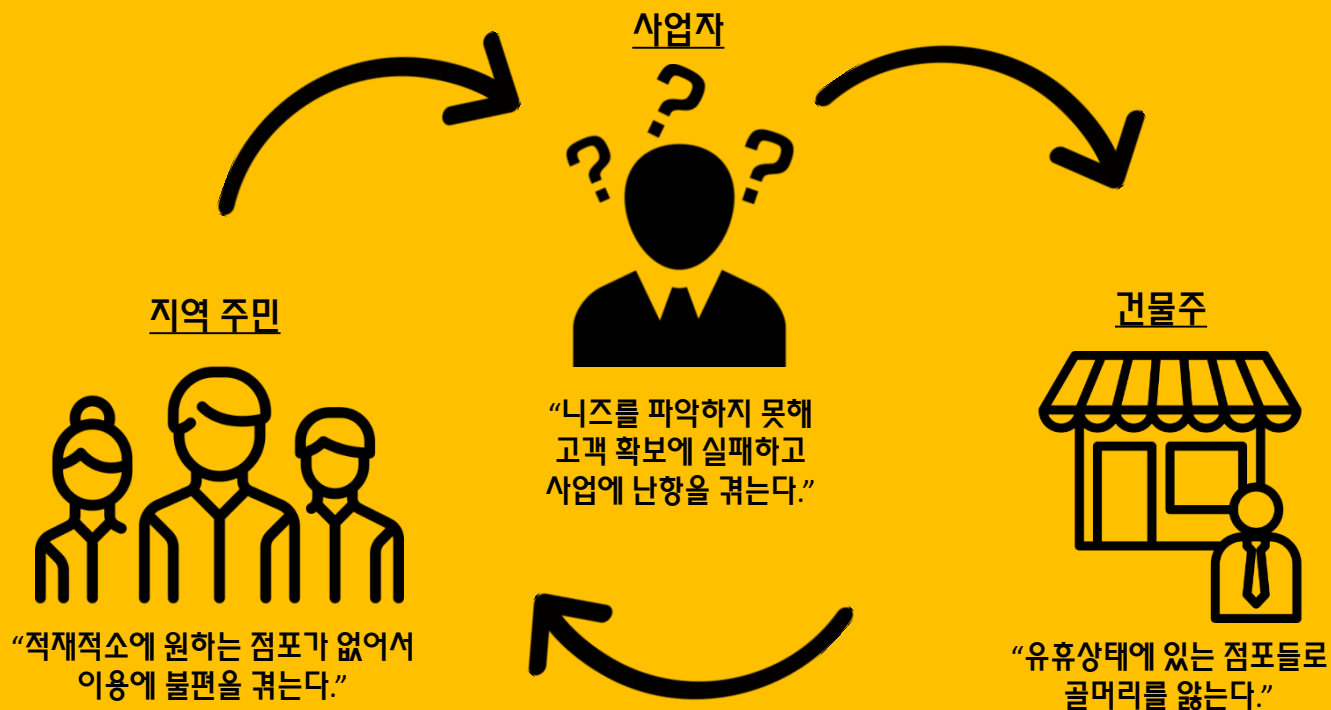 사업자
? ? ?
지역 주민
건물주
“니즈를 파악하지 못해
고객 확보에 실패하고
사업에 난항을 겪는다.”
“적재적소에 원하는 점포가 없어서
이용에 불편을 겪는다.”
“유휴상태에 있는 점포들로
골머리를 앓는다.”